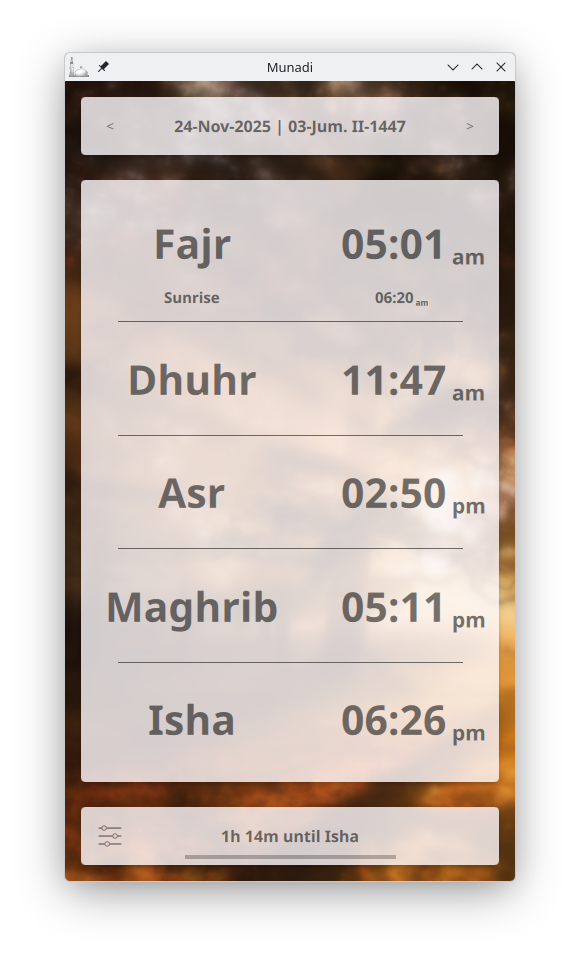 Munadi
< 24-Nov-2025 | 03-Jum. II-1447 >
Fajr 05:01 am
Sunrise 06:20 am
Dhuhr 11:47 am
Asr 02:50 pm
Maghrib 05:11 pm
Isha 06:26 pm
1h 14m until Isha